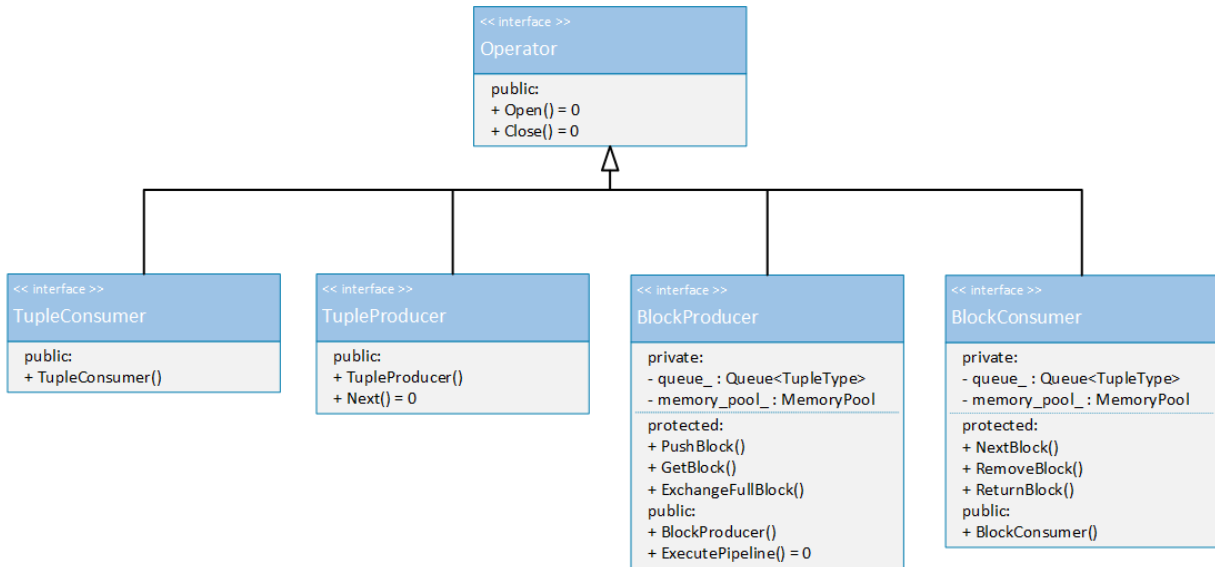 << interface >>
Operator
public:
+ Open() = 0
+ Close() = 0
<< interface >>
TupleConsumer
public:
+ TupleConsumer()
<< interface >>
TupleProducer
public:
+ TupleProducer()
+ Next() = 0
<< interface >>
BlockProducer
private:
- queue_ : Queue<TupleType>
- memory_pool_ : MemoryPool
protected:
+ PushBlock()
+ GetBlock()
+ ExchangeFullBlock()
public:
+ BlockProducer()
+ ExecutePipeline() = 0
<< interface >>
BlockConsumer
private:
- queue_ : Queue<TupleType>
- memory_pool_ : MemoryPool
protected:
+ NextBlock()
+ RemoveBlock()
+ ReturnBlock()
public:
+ BlockConsumer()